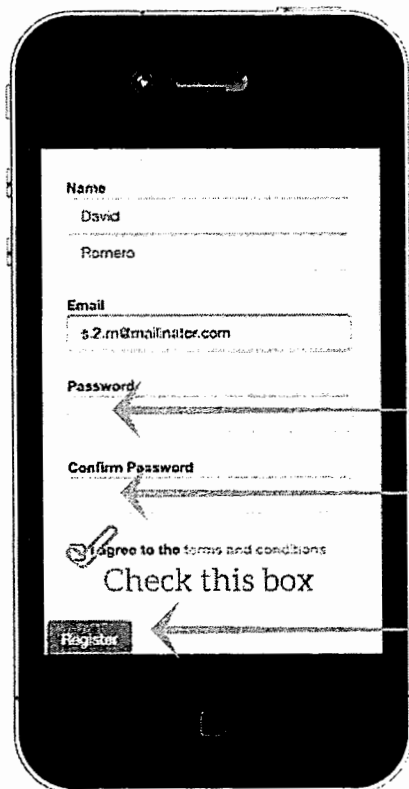 Name
David
Romero
Email
s.2.m@mailinator.com
Password
Confirm Password
I agree to the terms and conditions
Check this box
Register